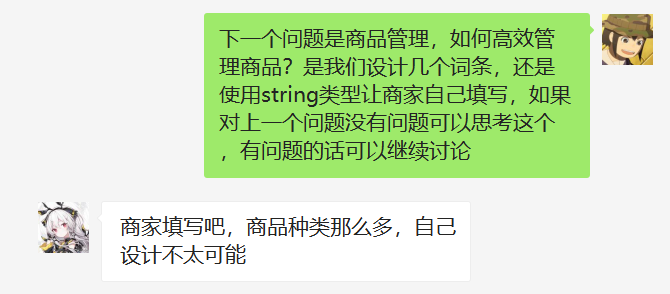 下一个问题是商品管理，如何高效管
理商品？是我们设计几个词条，还是
使用string类型让商家自己填写，如果
对上一个问题没有问题可以思考这个
，有问题的话可以继续讨论
商家填写吧，商品种类那么多，自己
设计不太可能